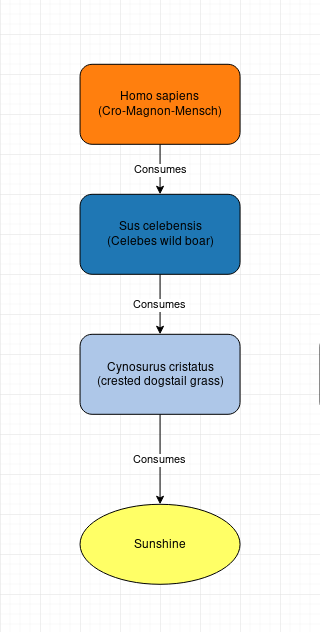 Homo sapiens
(Cro-Magnon-Mensch)
Consumes
Sus celebensis
(Celebes wild boar)
Consumes
Cynosurus cristatus
(crested dogstail grass)
Consumes
Sunshine